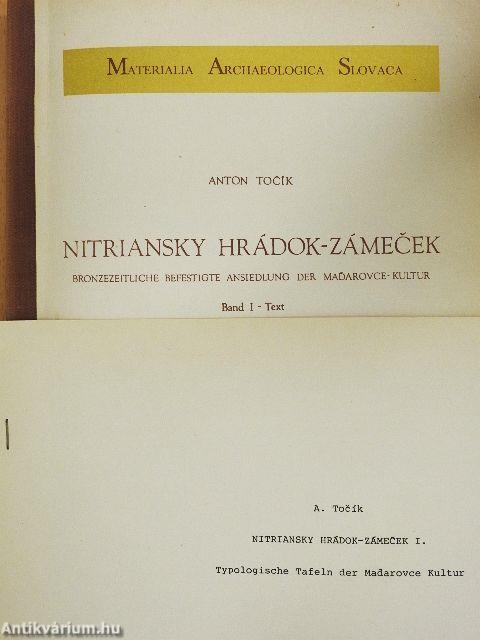 MATERIALIA ARCHAEOLOGICA SLOVACA
ANTON TOČÍK
NITRIANSKY HRÁDOK-ZÁMEČEK
BRONZEZEITLICHE BEFESTIGTE ANSIEDLUNG DER MAĎAROVCE-KULTUR
Band I - Text
A. Točík
NITRIANSKY HRÁDOK-ZÁMEČEK I.
Typologische Tafeln der Maďarovce Kultur
Antikvárium.hu